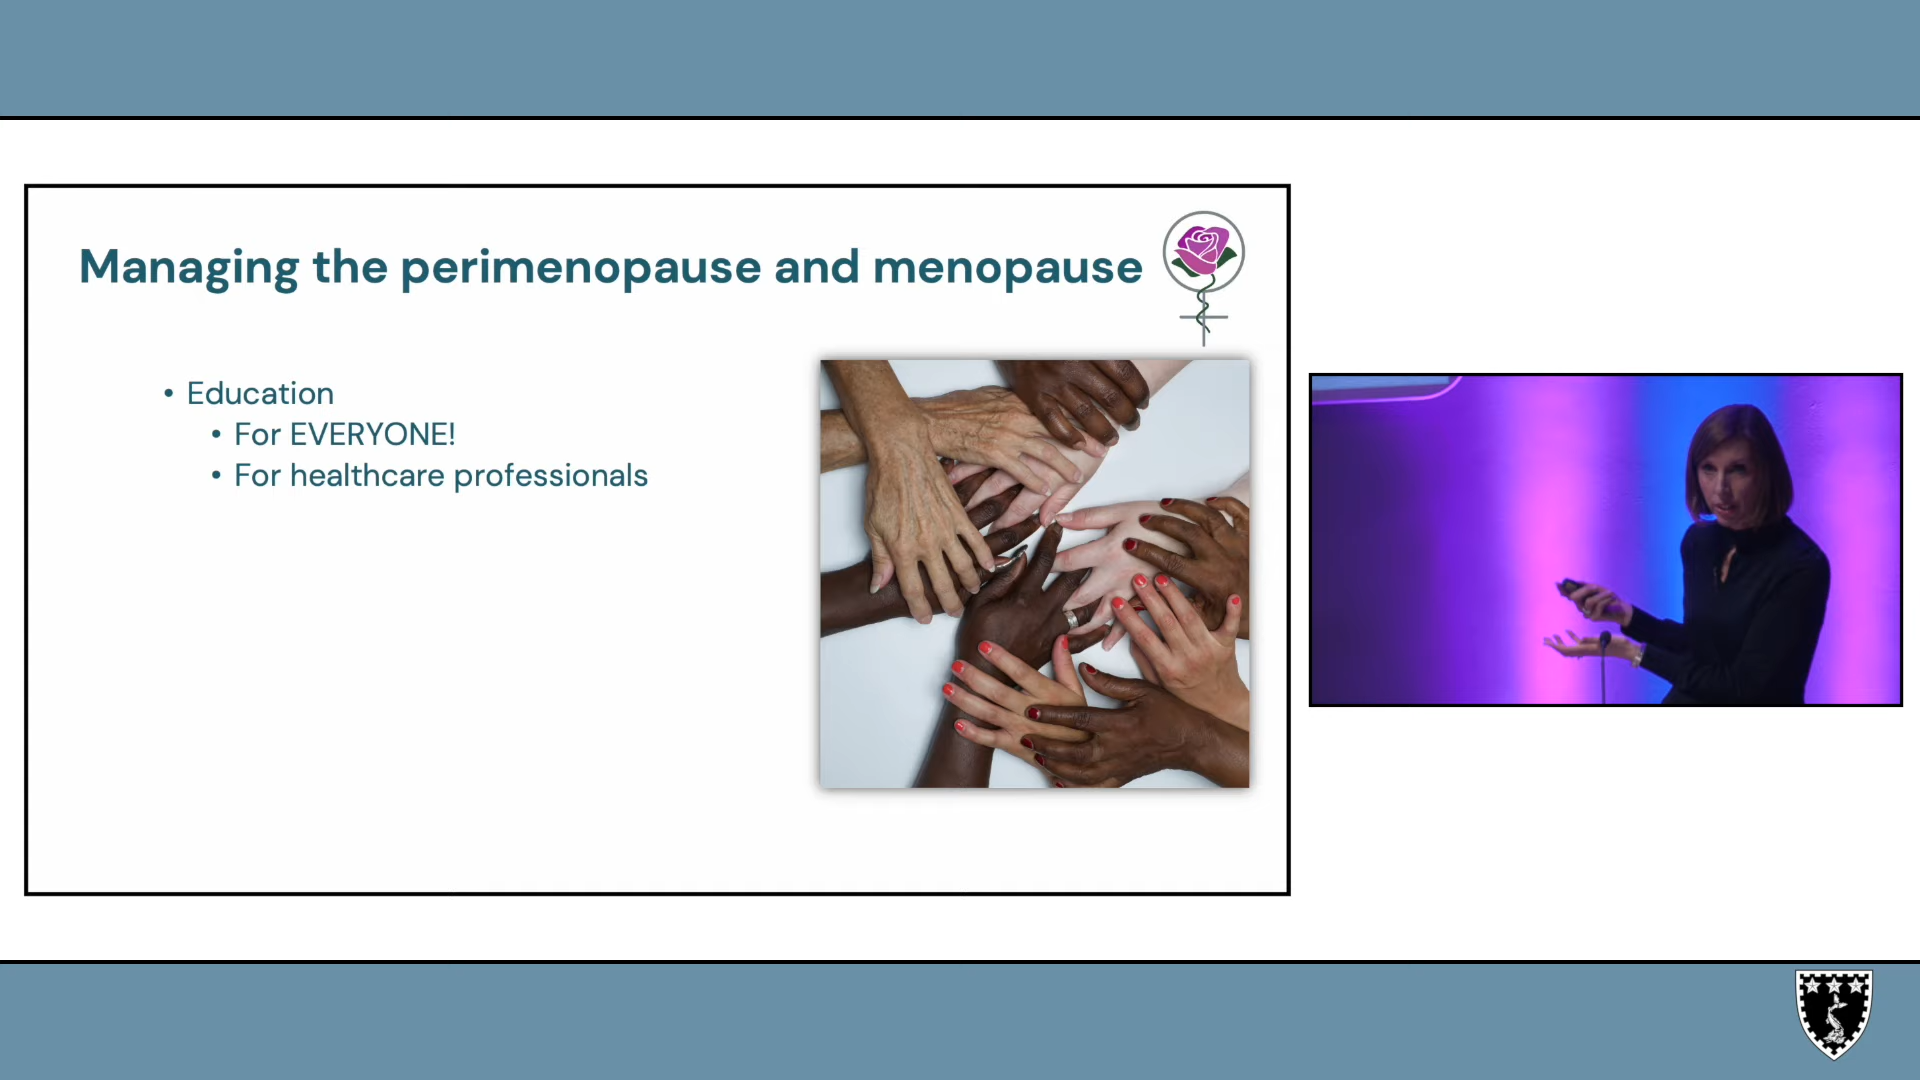 Managing the perimenopause and menopause
• Education
• For EVERYONE!
• For healthcare professionals